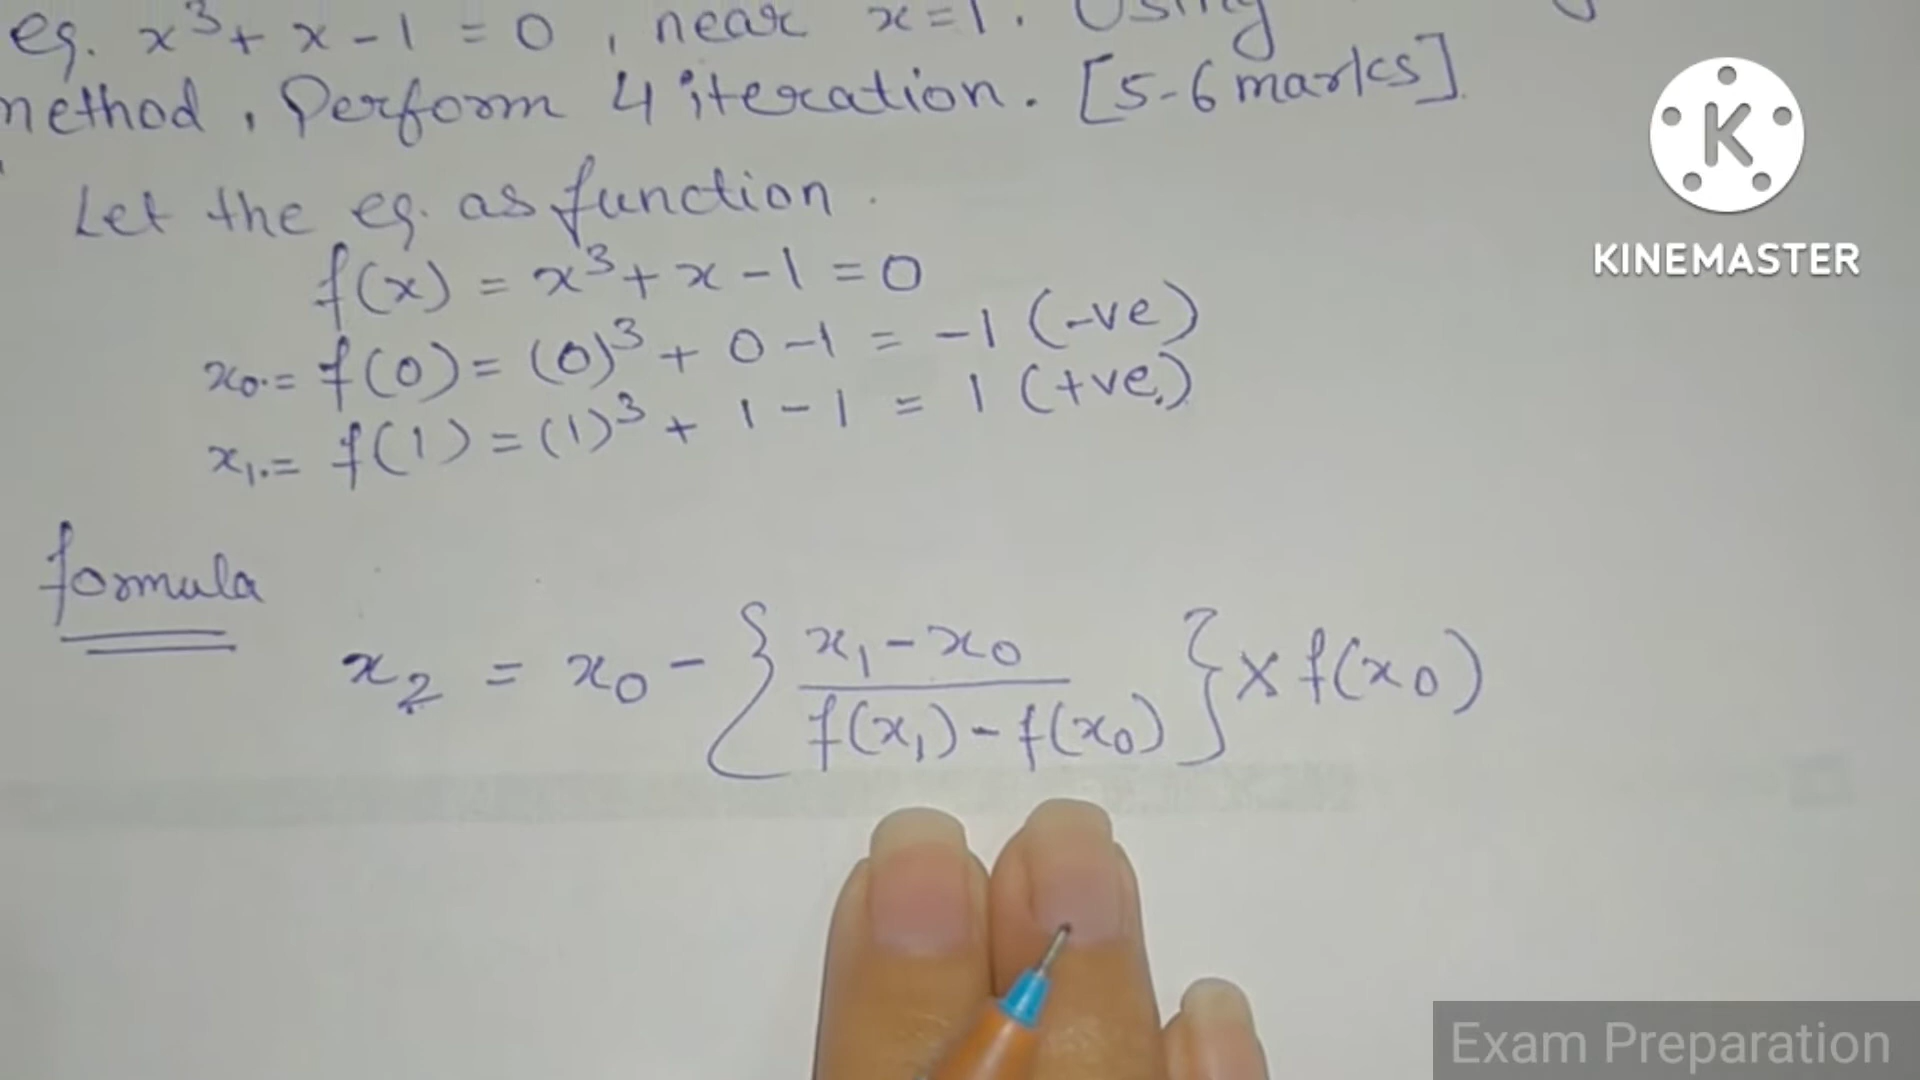 eq. x³ + x - 1 = 0 , near x = 1 . Using
method , Perform 4 iteration . [5-6 marks]
Let the eq. as function .
f(x) = x³ + x - 1 = 0
x₀ = f(0) = (0)³ + 0 - 1 = -1 (-ve)
x₁ = f(1) = (1)³ + 1 - 1 = 1 (+ve)
formula
x₂ = x₀ - { (x₁ - x₀) / (f(x₁) - f(x₀)) } × f(x₀)
K
KINEMASTER
Exam Preparation